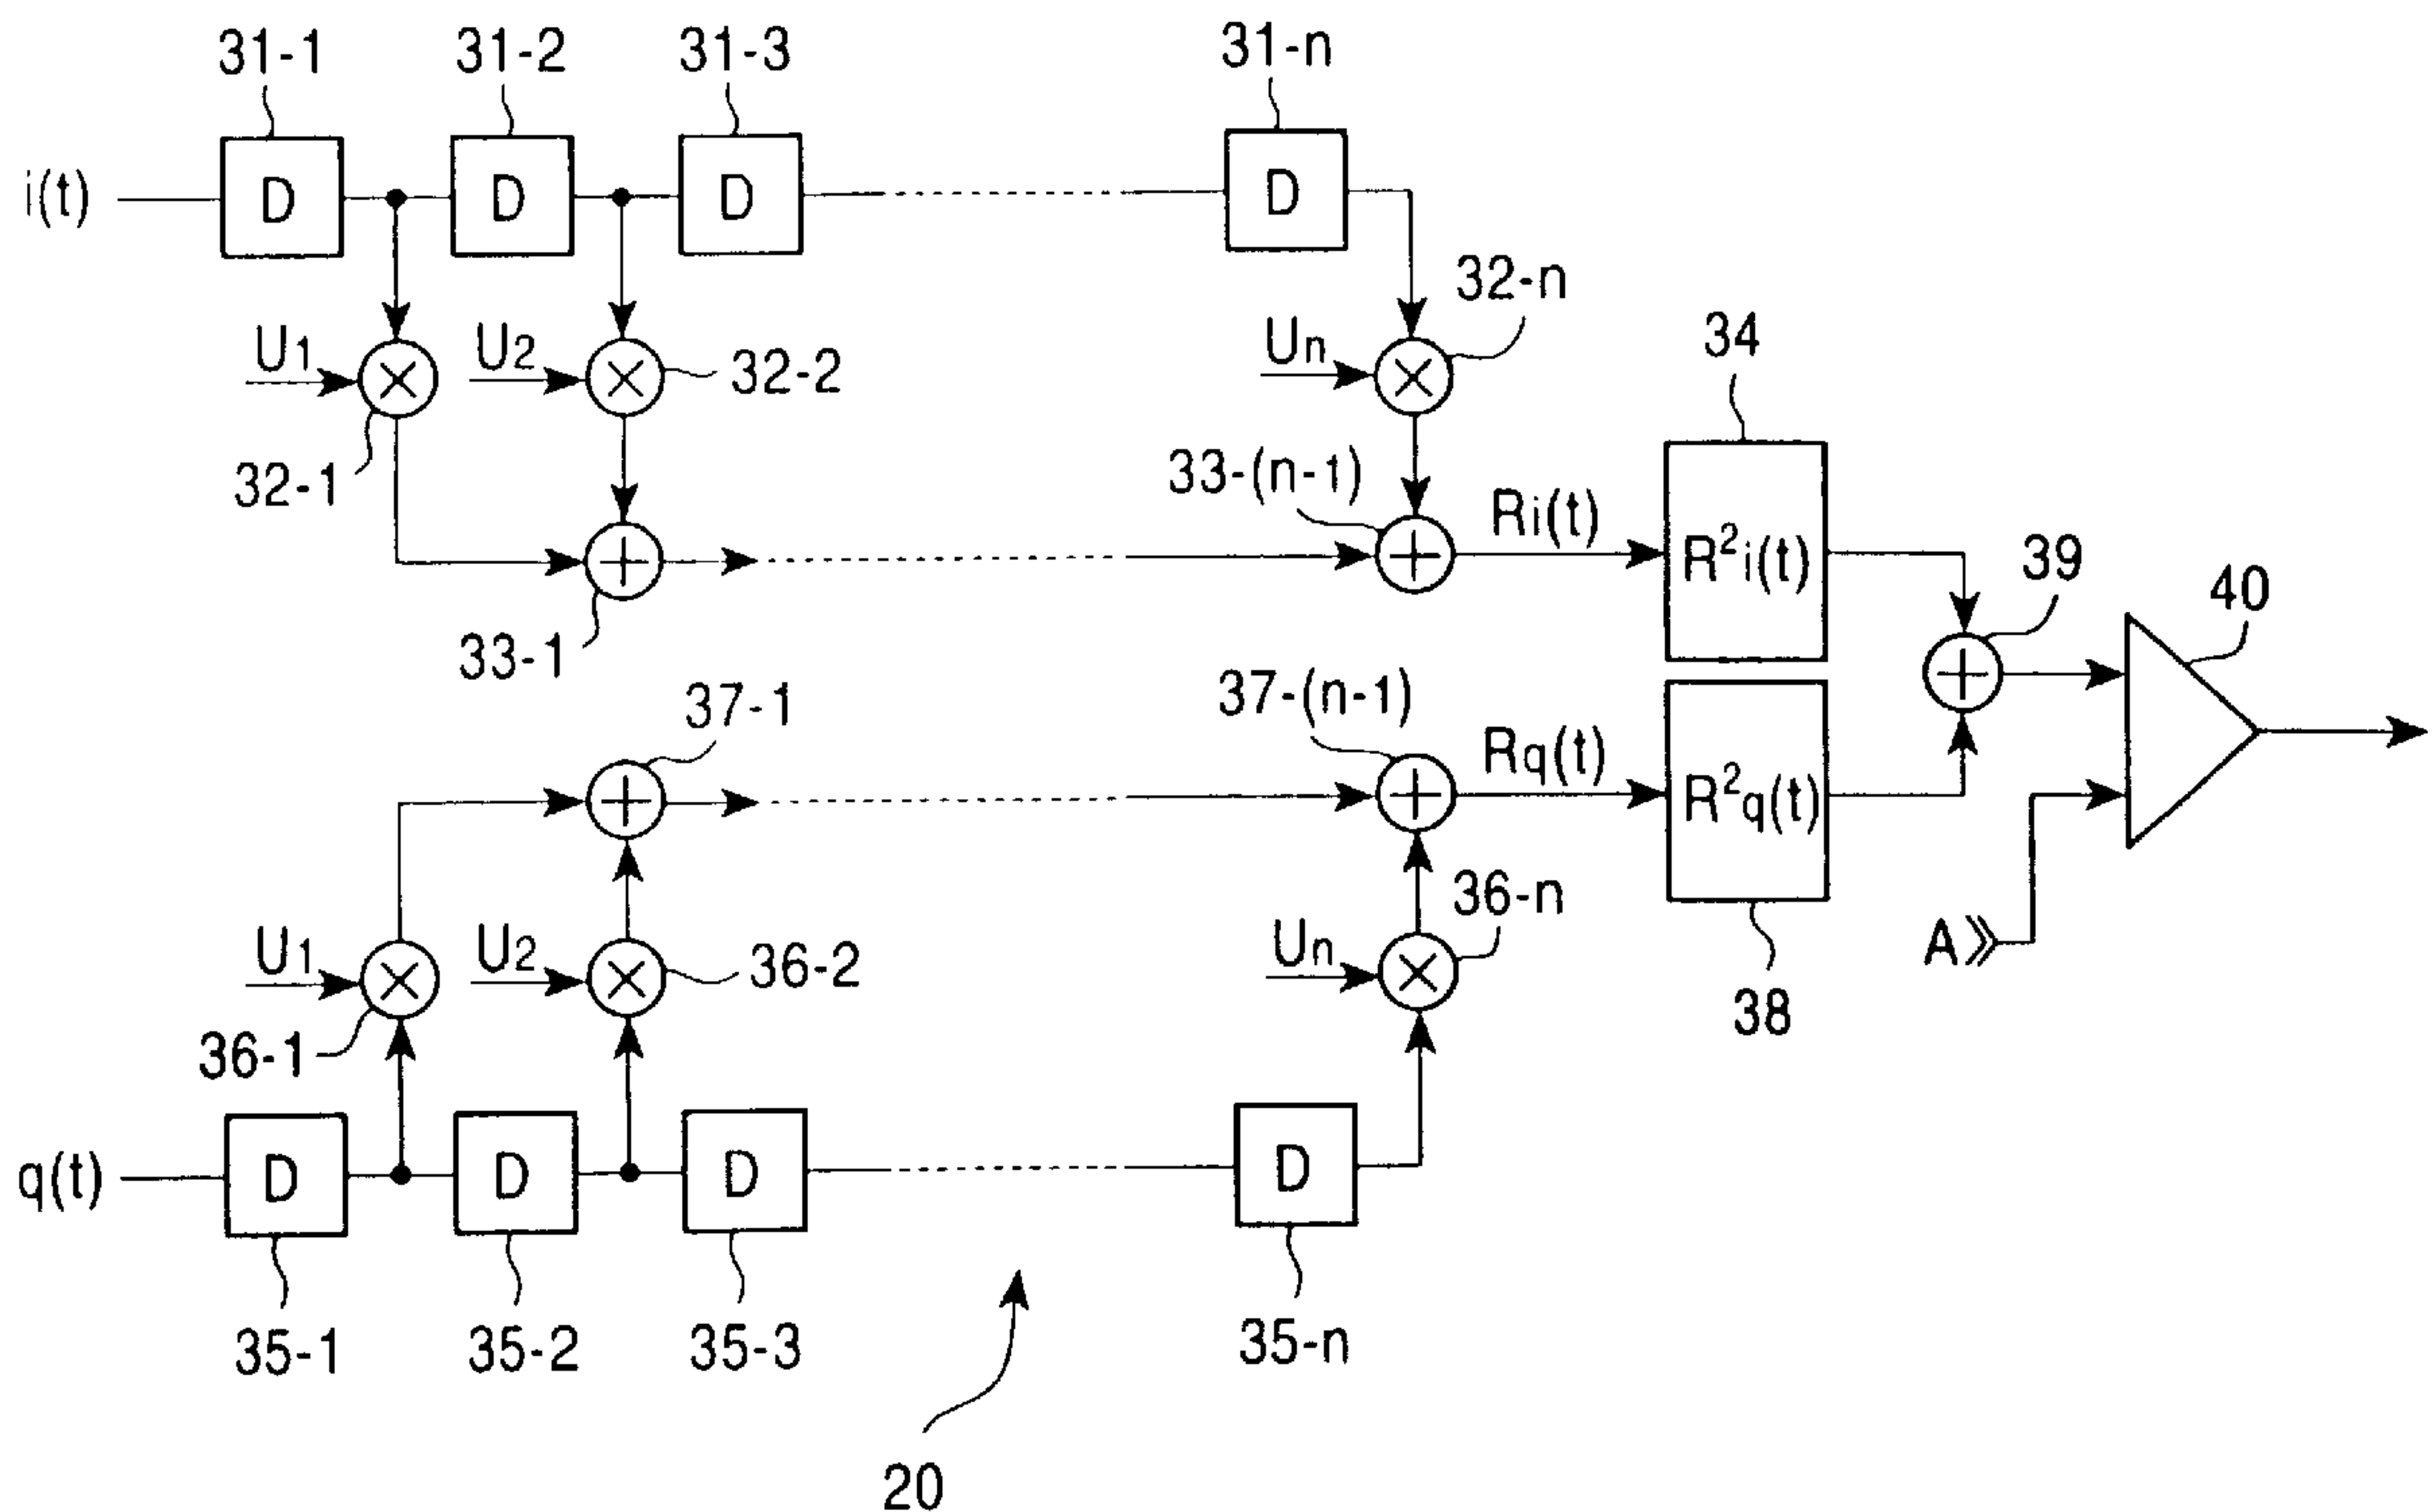 31-1 31-2 31-3 31-n
i(t) D D D D
32-n
U1 U2 Un
32-2
34
32-1
33-(n-1) Ri(t)
R²i(t)
39
40
33-1
37-1 37-(n-1)
Rq(t)
R²q(t)
36-n
U1 U2 Un
36-2
A
36-1
38
q(t) D D D D
35-1 35-2 35-3 35-n
20